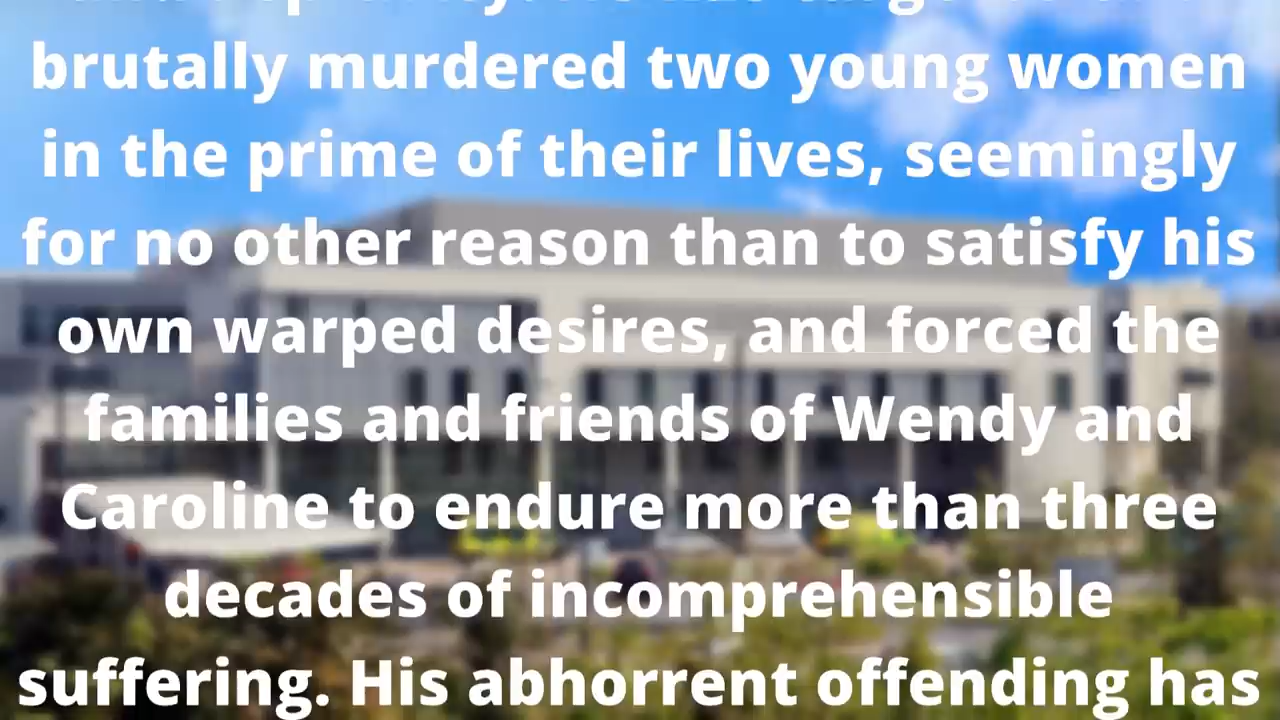 brutally murdered two young women
in the prime of their lives, seemingly
for no other reason than to satisfy his
own warped desires, and forced the
families and friends of Wendy and
Caroline to endure more than three
decades of incomprehensible
suffering. His abhorrent offending has